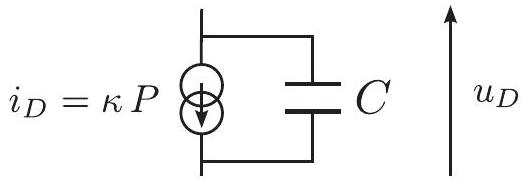 i_D = κ P
C
u_D